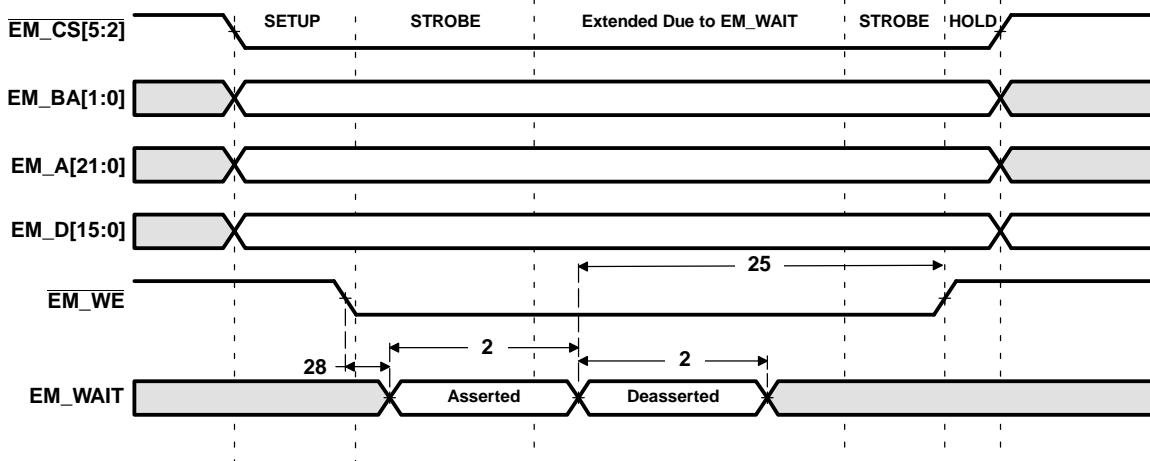 EM_CS[5:2] SETUP STROBE Extended Due to EM_WAIT STROBE HOLD
EM_BA[1:0]
EM_A[21:0]
EM_D[15:0]
25
EM_WE
2 2
28
EM_WAIT Asserted Deasserted